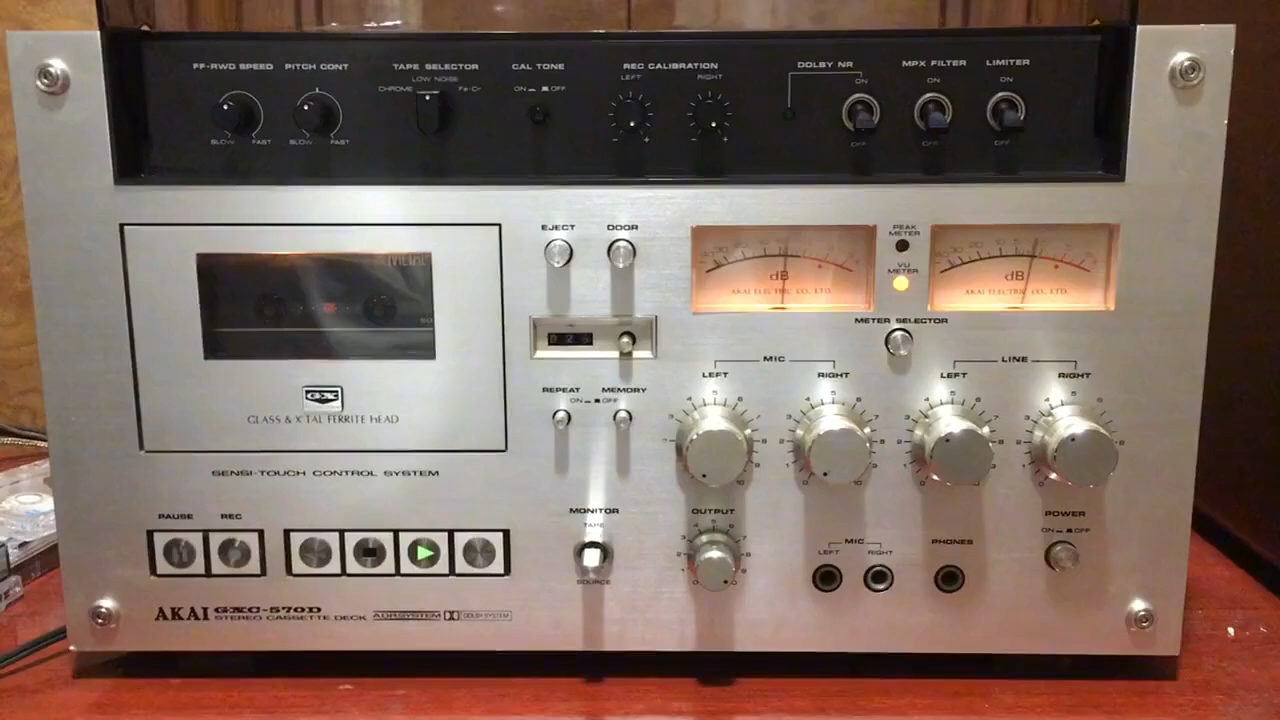 FF-RWD SPEED PITCH CONT TAPE SELECTOR CAL TONE REC CALIBRATION DOLBY NR MPX FILTER LIMITER
LOW NOISE LEFT RIGHT ON ON ON
CHROME Fe-Cr ON OFF
SLOW FAST SLOW FAST - + - + OFF OFF OFF
METAL
EJECT DOOR
PEAK
METER
VU
METER
dB dB
AKAI ELECTRIC CO., LTD. AKAI ELECTRIC CO., LTD.
METER SELECTOR
GX
GLASS & X'TAL FERRITE hEAD
REPEAT MEMORY
ON OFF
MIC LINE
LEFT RIGHT LEFT RIGHT
SENSI-TOUCH CONTROL SYSTEM
PAUSE REC
MONITOR
TAPE
SOURCE
OUTPUT
MIC
LEFT RIGHT
PHONES
POWER
ON OFF
AKAI GXC-570D
STEREO CASSETTE DECK ADR SYSTEM DOLBY SYSTEM